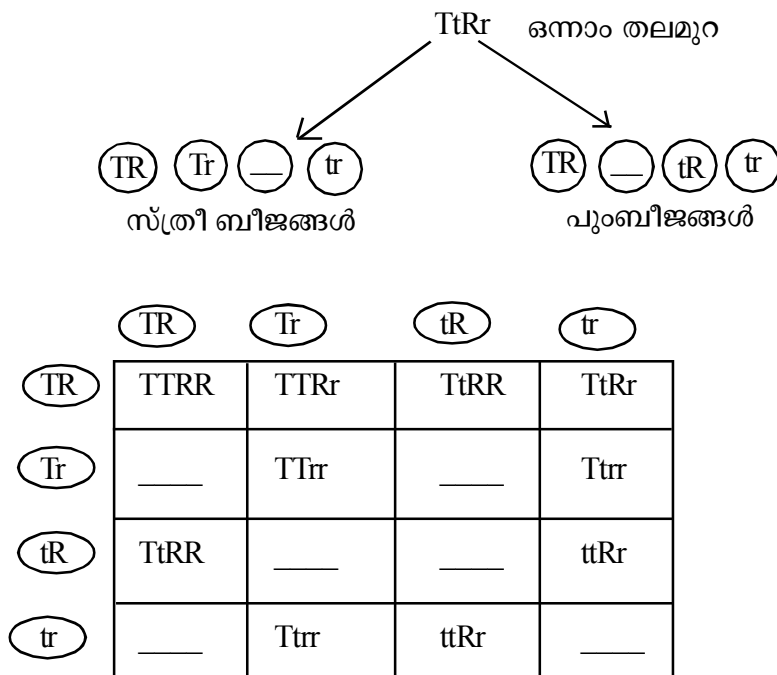 TtRr ഒന്നാം തലമുറ
TR Tr __ tr TR __ tR tr
സ്ത്രീ ബീജങ്ങൾ പുംബീജങ്ങൾ
TR Tr tR tr
TR TTRR TTRr TtRR TtRr
Tr ____ TTrr ____ Ttrr
tR TtRR ____ ____ ttRr
tr ____ Ttrr ttRr ____